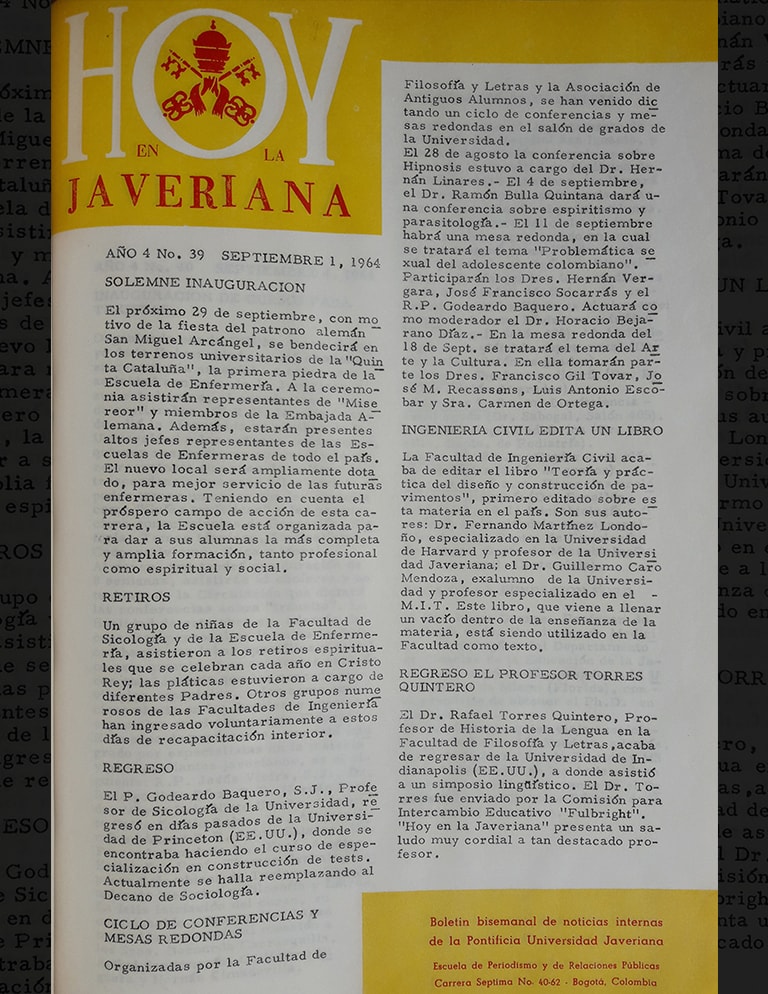 HOY
EN LA
JAVERIANA
AÑO 4 No. 39 SEPTIEMBRE 1, 1964
SOLEMNE INAUGURACION
El próximo 29 de septiembre, con mo
tivo de la fiesta del patrono alemán
San Miguel Arcángel, se bendecirá en
los terrenos universitarios de la "Quin
ta Cataluña", la primera piedra de la
Escuela de Enfermería. A la ceremo-
nia asistirán representantes de "Mise
reor" y miembros de la Embajada A-
lemana. Además, estarán presentes
altos jefes representantes de las Es-
cuelas de Enfermeras de todo el país.
El nuevo local será ampliamente dota
do, para mejor servicio de las futuras
enfermeras. Teniendo en cuenta el
próspero campo de acción de esta ca-
rrera, la Escuela está organizada pa-
ra dar a sus alumnas la más completa
y amplia formación, tanto profesional
como espiritual y social.
RETIROS
Un grupo de niñas de la Facultad de
Sicología y de la Escuela de Enferme-
ría, asistieron a los retiros espiritua-
les que se celebran cada año en Cristo
Rey; las pláticas estuvieron a cargo de
diferentes Padres. Otros grupos nume
rosos de las Facultades de Ingeniería
han ingresado voluntariamente a estos
días de recapacitación interior.
REGRESO
El P. Godeardo Baquero, S.J., Profe
sor de Sicología de la Universidad, re
gresó en días pasados de la Universi-
dad de Princeton (EE.UU.), donde se
encontraba haciendo el curso de espe-
cialización en construcción de tests.
Actualmente se halla reemplazando al
Decano de Sociología.
CICLO DE CONFERENCIAS Y
MESAS REDONDAS
Organizadas por la Facultad de
Filosofía y Letras y la Asociación de
Antiguos Alumnos, se han venido dic
tando un ciclo de conferencias y me-
sas redondas en el salón de grados de
la Universidad.
El 28 de agosto la conferencia sobre
Hipnosis estuvo a cargo del Dr. Her-
nán Linares.- El 4 de septiembre,
el Dr. Ramón Bulla Quintana dará u-
na conferencia sobre espiritismo y
parasitología.- El 11 de septiembre
habrá una mesa redonda, en la cual
se tratará el tema "Problemática se
xual del adolescente colombiano".
Participarán los Dres. Hernán Ver-
gara, José Francisco Socarrás y el
R.P. Godeardo Baquero. Actuará co
mo moderador el Dr. Horacio Beja-
rano Díaz.- En la mesa redonda del
18 de Sept. se tratará el tema del Ar
te y la Cultura. En ella tomarán par-
te los Dres. Francisco Gil Tovar, Jo
sé M. Recassens, Luis Antonio Escó-
bar y Sra. Carmen de Ortega.
INGENIERIA CIVIL EDITA UN LIBRO
La Facultad de Ingeniería Civil aca-
ba de editar el libro "Teoría y prác-
tica del diseño y construcción de pa-
vimentos", primero editado sobre es
ta materia en el país. Son sus auto-
res: Dr. Fernando Martínez Londo-
ño, especializado en la Universidad
de Harvard y profesor de la Universi
dad Javeriana; el Dr. Guillermo Caro
Mendoza, exalumno de la Universi-
dad y profesor especializado en el -
M.I.T. Este libro, que viene a llenar
un vacío dentro de la enseñanza de la
materia, está siendo utilizado en la
Facultad como texto.
REGRESO EL PROFESOR TORRES
QUINTERO
El Dr. Rafael Torres Quintero, Pro-
fesor de Historia de la Lengua en la
Facultad de Filosofía y Letras,acaba
de regresar de la Universidad de In-
dianapolis (EE.UU.), a donde asistió
a un simposio lingüístico. El Dr. To-
rres fue enviado por la Comisión para
Intercambio Educativo "Fulbright".
"Hoy en la Javeriana" presenta un sa-
ludo muy cordial a tan destacado pro-
fesor.
Boletin bisemanal de noticias internas
de la Pontificia Universidad Javeriana
Escuela de Periodismo y de Relaciones Públicas
Carrera Septima No. 40-62 - Bogotá, Colombia